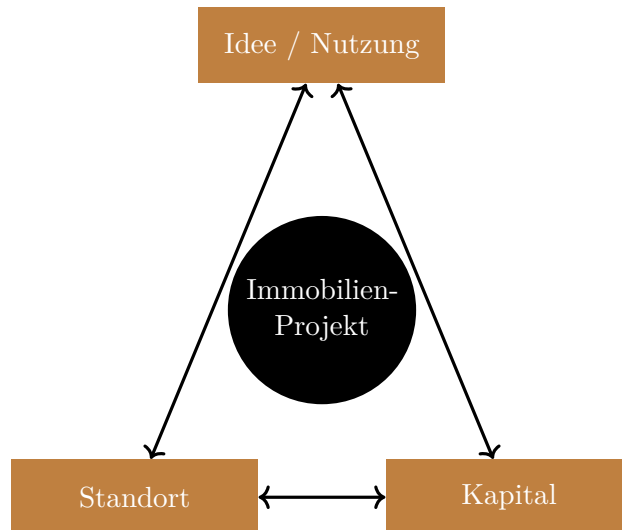 Idee / Nutzung
Immobilien-
Projekt
Standort
Kapital